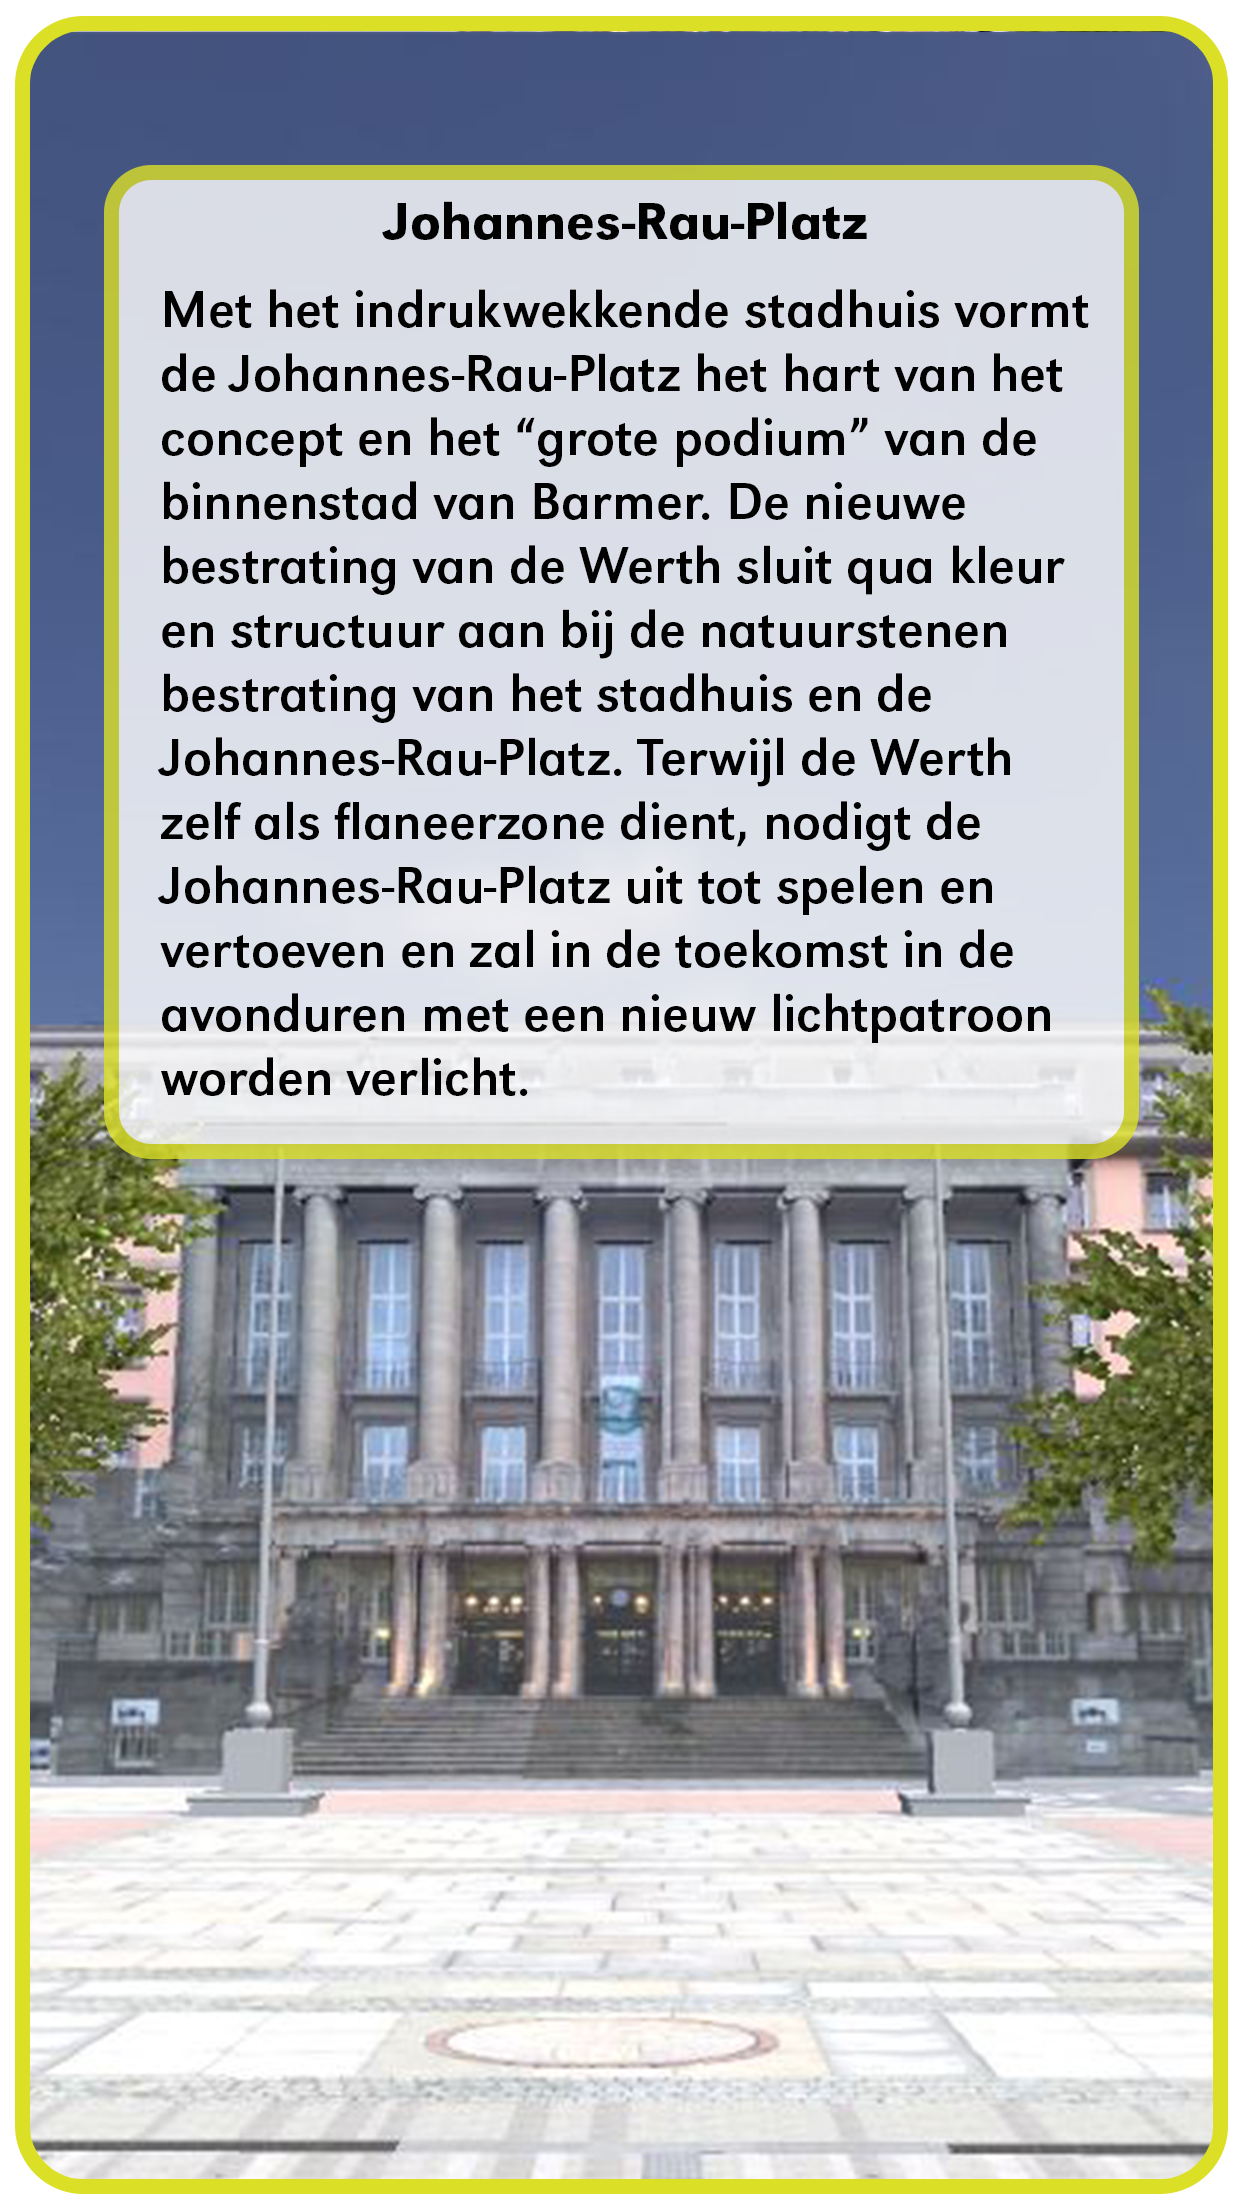 Johannes-Rau-Platz
Met het indrukwekkende stadhuis vormt
de Johannes-Rau-Platz het hart van het
concept en het “grote podium” van de
binnenstad van Barmer. De nieuwe
bestrating van de Werth sluit qua kleur
en structuur aan bij de natuurstenen
bestrating van het stadhuis en de
Johannes-Rau-Platz. Terwijl de Werth
zelf als flaneerzone dient, nodigt de
Johannes-Rau-Platz uit tot spelen en
vertoeven en zal in de toekomst in de
avonduren met een nieuw lichtpatroon
worden verlicht.